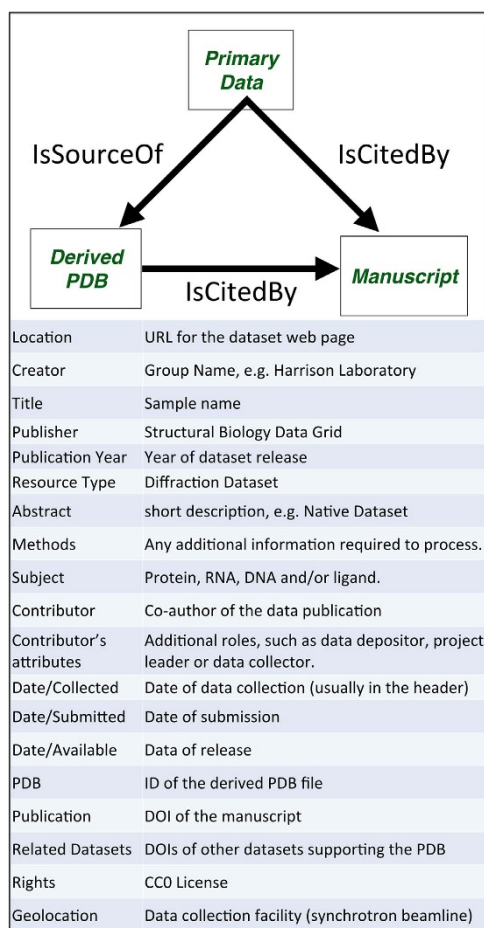 Primary
Data
IsSourceOf
IsCitedBy
Derived
PDB
IsCitedBy
Manuscript
Location URL for the dataset web page
Creator Group Name, e.g. Harrison Laboratory
Title Sample name
Publisher Structural Biology Data Grid
Publication Year Year of dataset release
Resource Type Diffraction Dataset
Abstract short description, e.g. Native Dataset
Methods Any additional information required to process.
Subject Protein, RNA, DNA and/or ligand.
Contributor Co-author of the data publication
Contributor's Additional roles, such as data depositor, project
attributes leader or data collector.
Date/Collected Date of data collection (usually in the header)
Date/Submitted Date of submission
Date/Available Data of release
PDB ID of the derived PDB file
Publication DOI of the manuscript
Related Datasets DOIs of other datasets supporting the PDB
Rights CC0 License
Geolocation Data collection facility (synchrotron beamline)